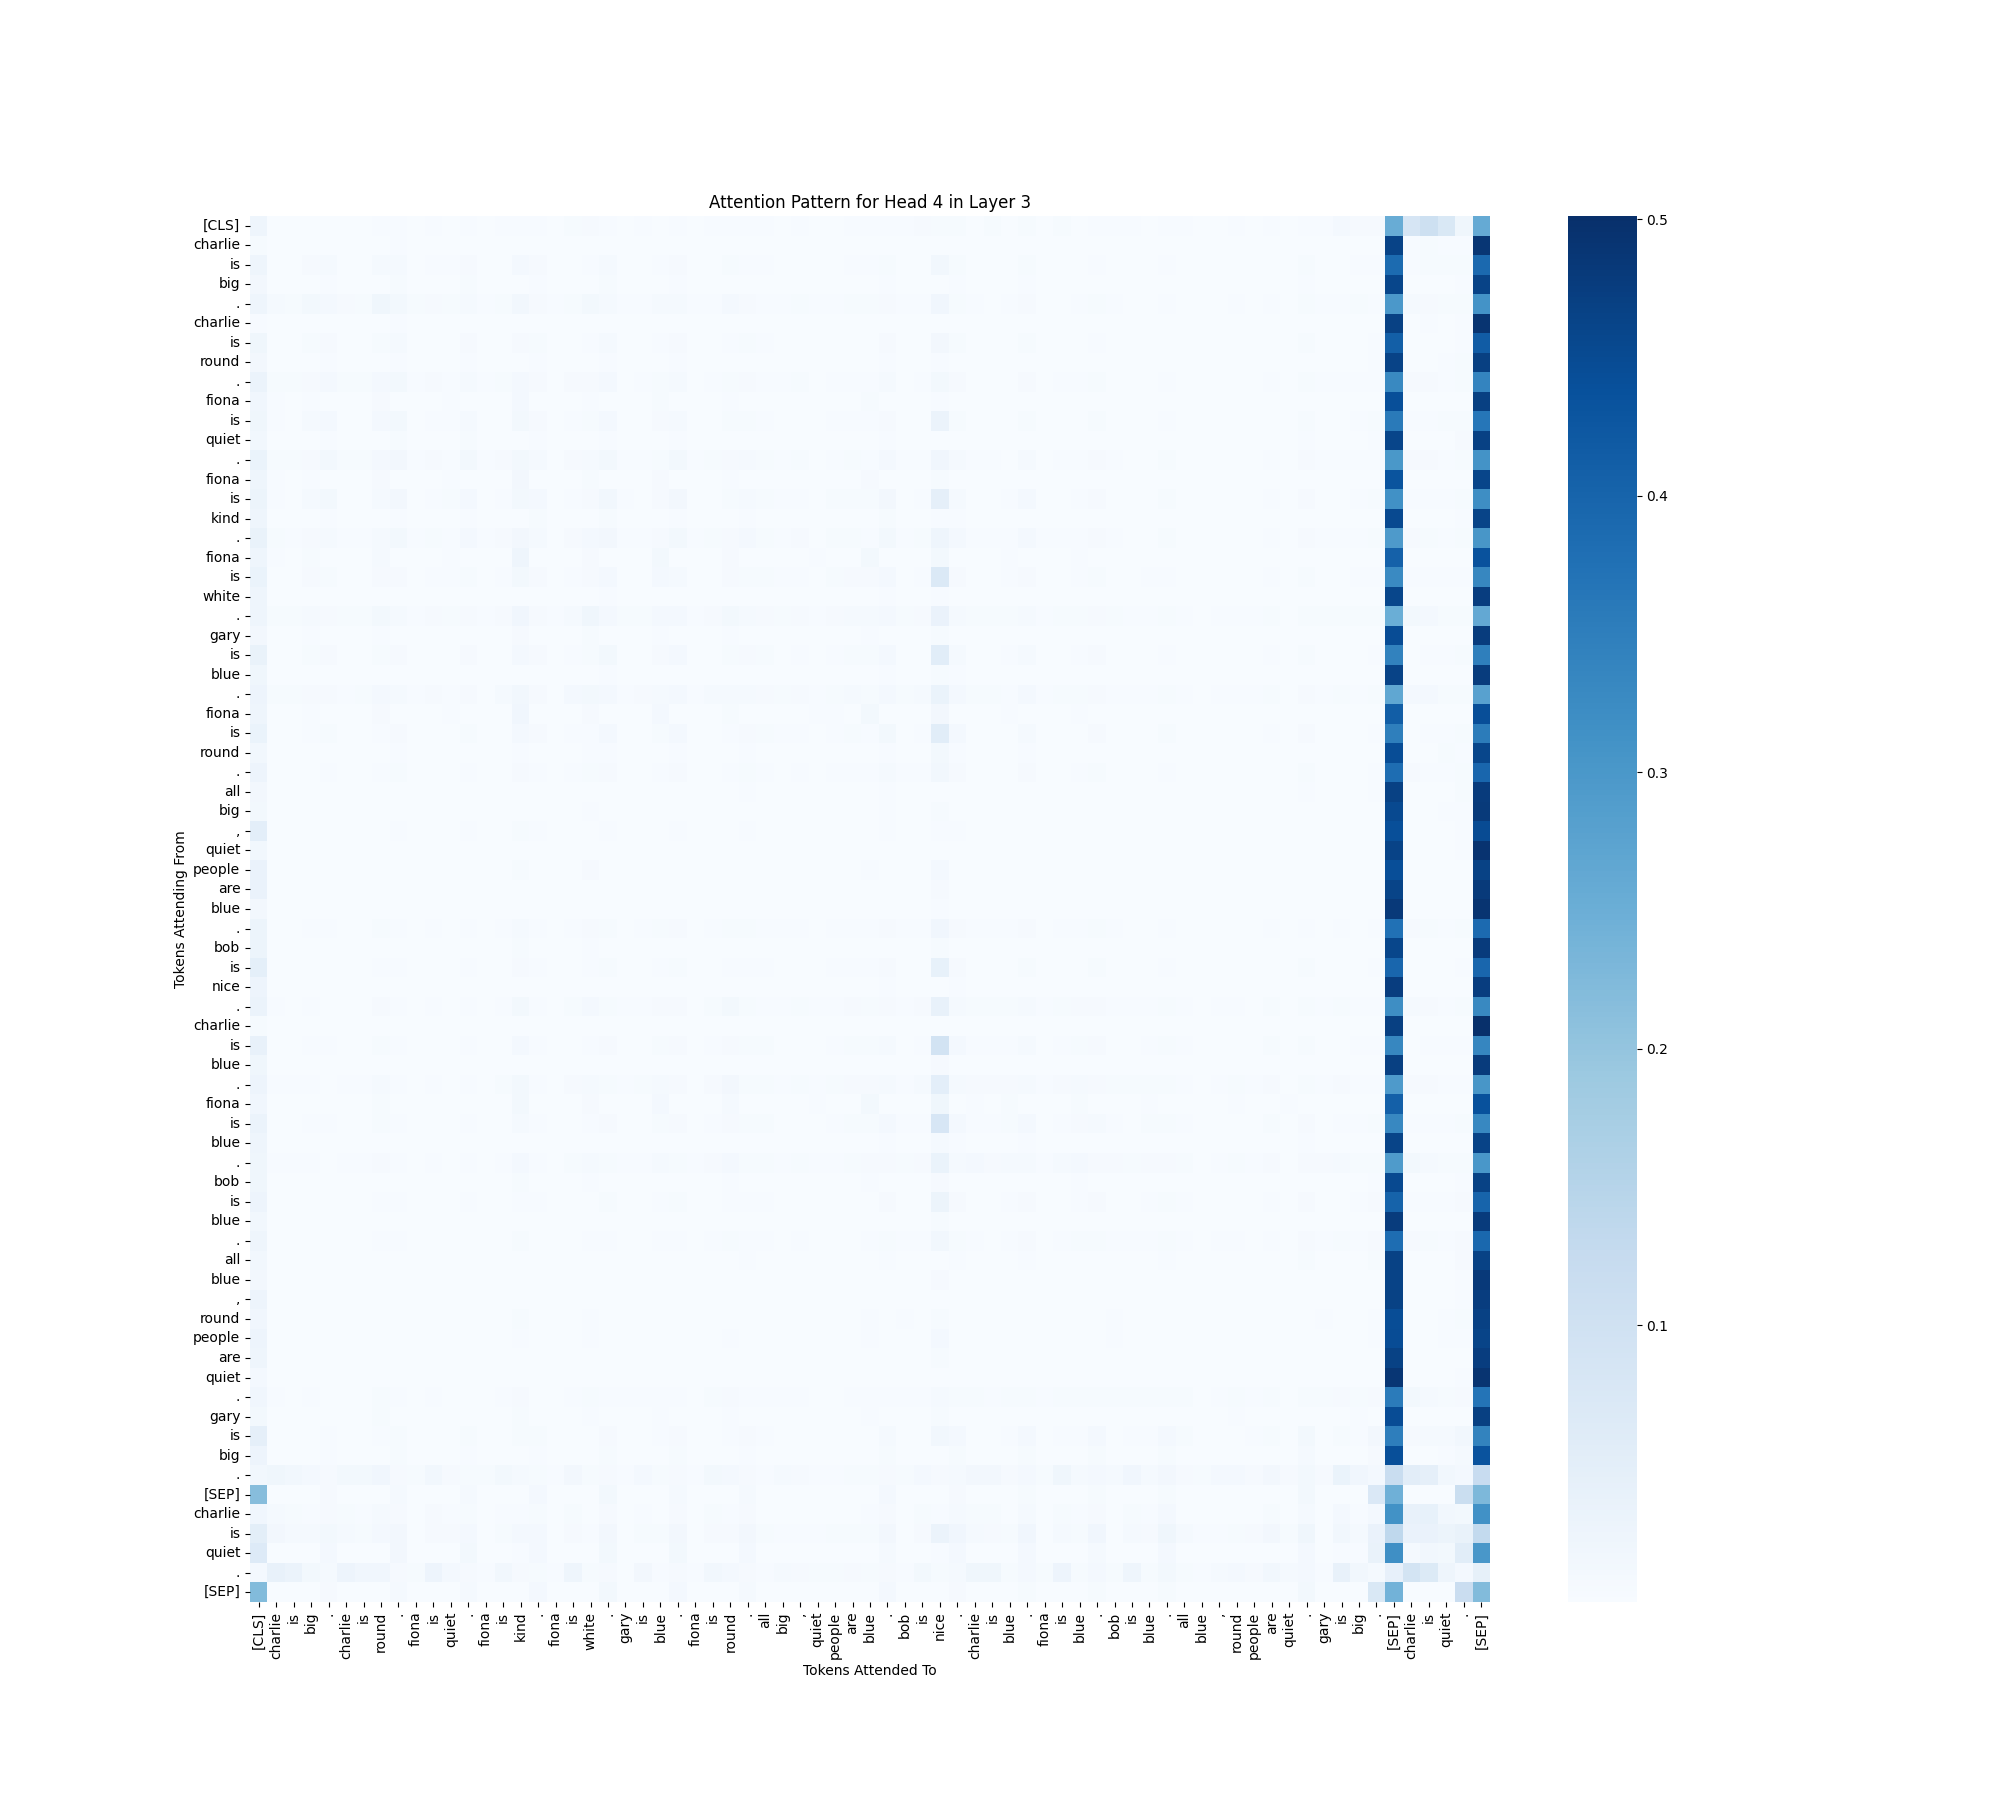 Attention Pattern for Head 4 in Layer 3
[CLS]
charlie
is
big
.
charlie
is
round
.
fiona
is
quiet
.
fiona
is
kind
.
fiona
is
white
.
gary
is
blue
.
fiona
is
round
.
all
big
,
quiet
people
are
blue
.
bob
is
nice
.
charlie
is
blue
.
fiona
is
blue
.
bob
is
blue
.
all
blue
,
round
people
are
quiet
.
gary
is
big
.
[SEP]
charlie
is
quiet
.
[SEP]
Tokens Attending From
[CLS]
charlie
is
big
.
charlie
is
round
.
fiona
is
quiet
.
fiona
is
kind
.
fiona
is
white
.
gary
is
blue
.
fiona
is
round
.
all
big
,
quiet
people
are
blue
.
bob
is
nice
.
charlie
is
blue
.
fiona
is
blue
.
bob
is
blue
.
all
blue
,
round
people
are
quiet
.
gary
is
big
.
[SEP]
charlie
is
quiet
.
[SEP]
Tokens Attended To
0.5
0.4
0.3
0.2
0.1